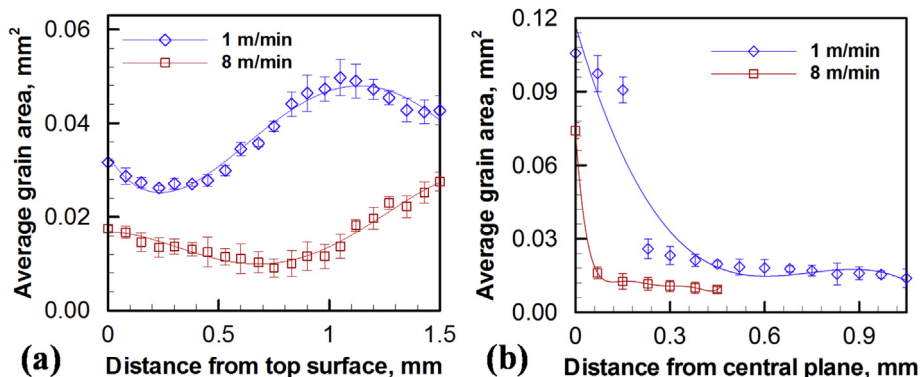 0.06
0.04
0.02
0.00
Average grain area, mm²
1 m/min
8 m/min
0
0.5
1
1.5
Distance from top surface, mm
(a)
0.12
0.09
0.06
0.03
0.00
Average grain area, mm²
1 m/min
8 m/min
0
0.3
0.6
0.9
Distance from central plane, mm
(b)